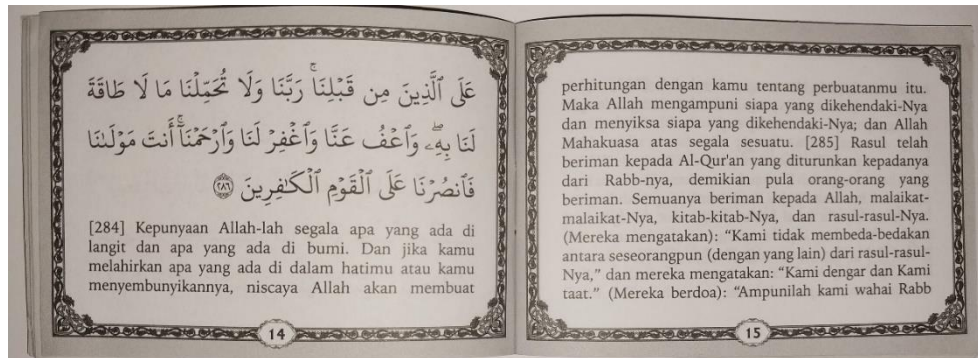 عَلَى ٱلَّذِينَ مِن قَبْلِنَا ۚ رَبَّنَا وَلَا تُحَمِّلْنَا مَا لَا طَاقَةَ
لَنَا بِهِۦ ۖ وَٱعْفُ عَنَّا وَٱغْفِرْ لَنَا وَٱرْحَمْنَآ ۚ أَنتَ مَوْلَىٰنَا
فَٱنصُرْنَا عَلَى ٱلْقَوْمِ ٱلْكَٰفِرِينَ ﴿٢٨٦﴾
[284] Kepunyaan Allah-lah segala apa yang ada di
langit dan apa yang ada di bumi. Dan jika kamu
melahirkan apa yang ada di dalam hatimu atau kamu
menyembunyikannya, niscaya Allah akan membuat
14
perhitungan dengan kamu tentang perbuatanmu itu.
Maka Allah mengampuni siapa yang dikehendaki-Nya
dan menyiksa siapa yang dikehendaki-Nya; dan Allah
Mahakuasa atas segala sesuatu. [285] Rasul telah
beriman kepada Al-Qur'an yang diturunkan kepadanya
dari Rabb-nya, demikian pula orang-orang yang
beriman. Semuanya beriman kepada Allah, malaikat-
malaikat-Nya, kitab-kitab-Nya, dan rasul-rasul-Nya.
(Mereka mengatakan): “Kami tidak membeda-bedakan
antara seseorangpun (dengan yang lain) dari rasul-rasul-
Nya,” dan mereka mengatakan: “Kami dengar dan Kami
taat.” (Mereka berdoa): “Ampunilah kami wahai Rabb
15